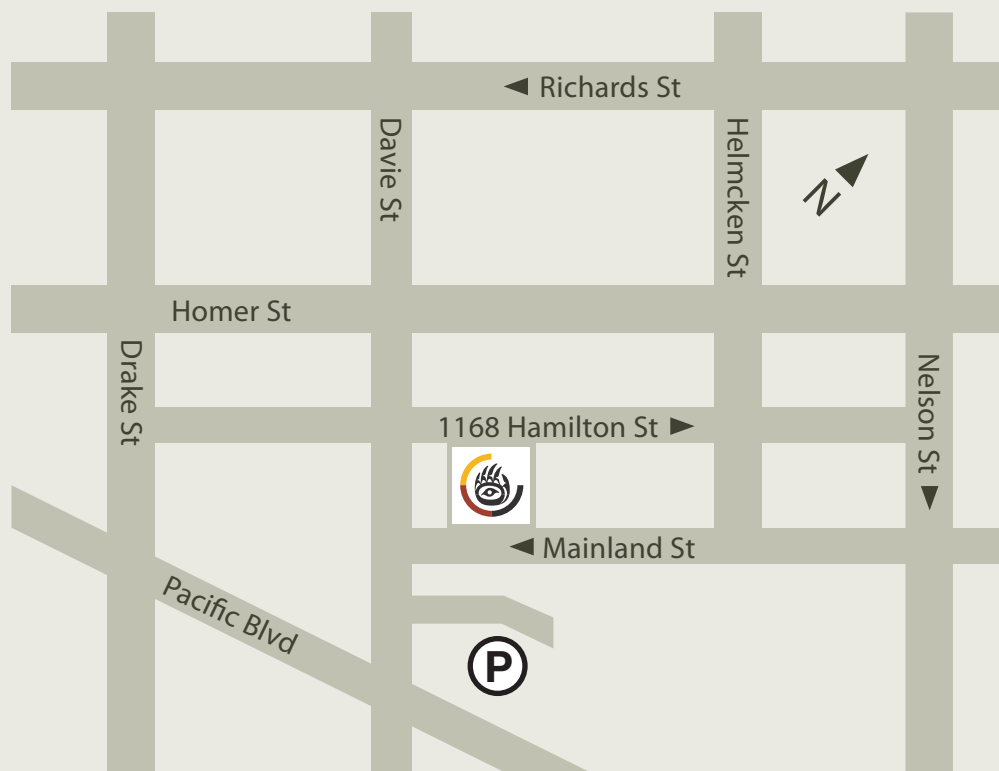 Richards St
Davie St
Helmcken St
N
Homer St
Drake St
Nelson St
1168 Hamilton St
Mainland St
Pacific Blvd
P